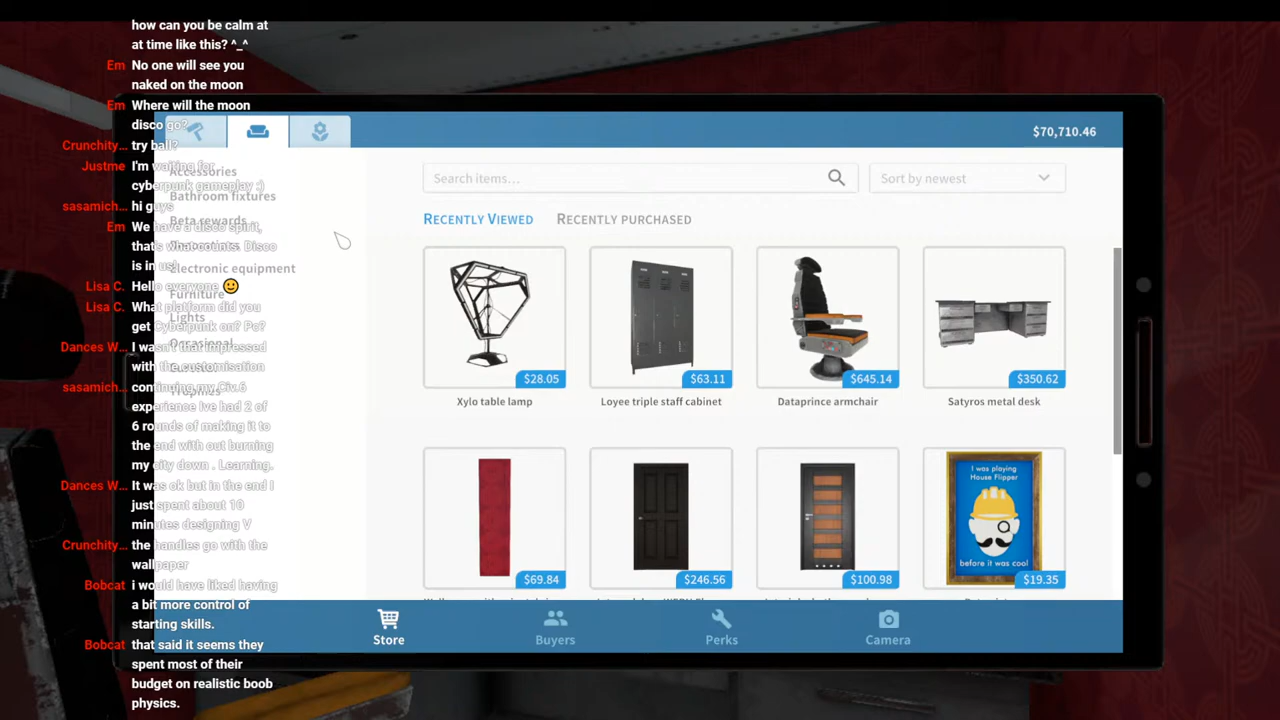 how can you be calm at
at time like this? ^_^
Em No one will see you
naked on the moon
Em Where will the moon
disco go?
Crunchity... try ball?
Justme I'm waiting for
cyberpunk gameplay :)
sasamich... hi guys
Em We have a disco spirit,
that's what counts. Disco
is in us!
Lisa C. Hello everyone 🙂
Lisa C. What platform did you
get Cyberpunk on? Pc?
Dances W... I wasn't that impressed
with the customisation
sasamich... continuing my Civ.6
experience Ive had 2 of
6 rounds of making it to
the end with out burning
my city down . Learning.
Dances W... It was ok but in the end I
just spent about 10
minutes designing V
Crunchity... the handles go with the
wallpaper
Bobcat i would have liked having
a bit more control of
starting skills.
Bobcat that said it seems they
spent most of their
budget on realistic boob
physics.
$70,710.46
Accessories
Bathroom fixtures
Beta rewards
Electronic equipment
Furniture
Lights
Occasional
Trophies
Search items...
Sort by newest
RECENTLY VIEWED RECENTLY PURCHASED
$28.05 $63.11 $645.14 $350.62
Xylo table lamp Loyee triple staff cabinet Dataprince armchair Satyros metal desk
I was playing
House Flipper
before it was cool
$69.84 $246.56 $100.98 $19.35
Store Buyers Perks Camera